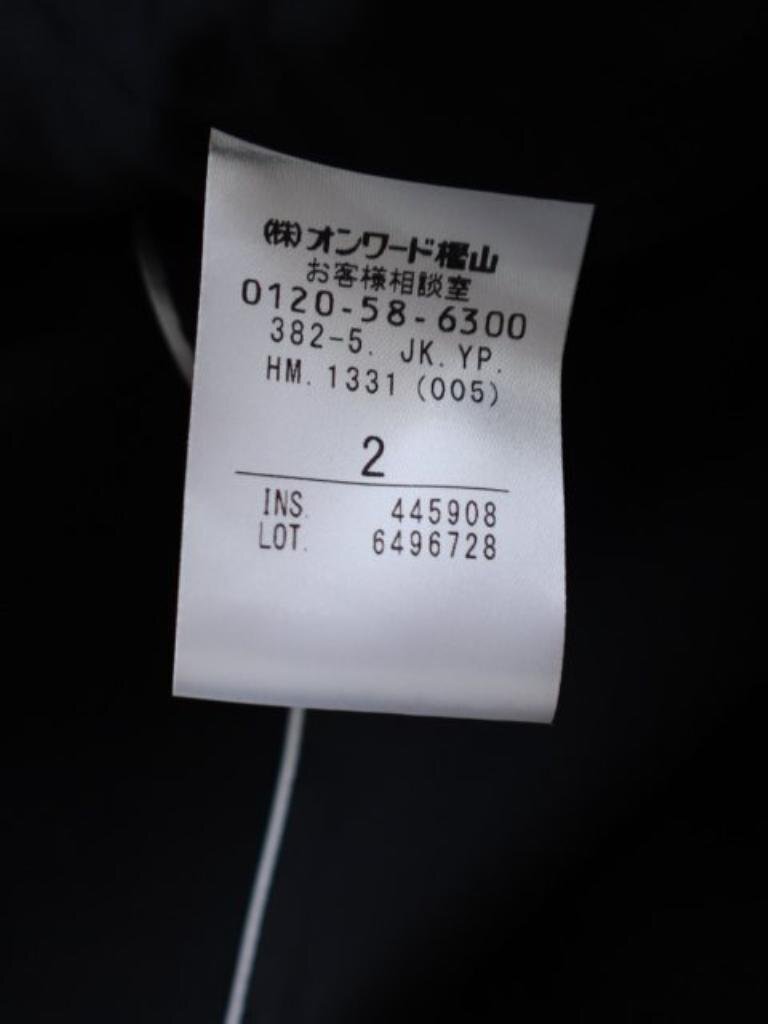 ㈱オンワード樫山
お客様相談室
0120-58-6300
382-5. JK. YP.
HM. 1331 (005)
2
INS. 445908
LOT. 6496728